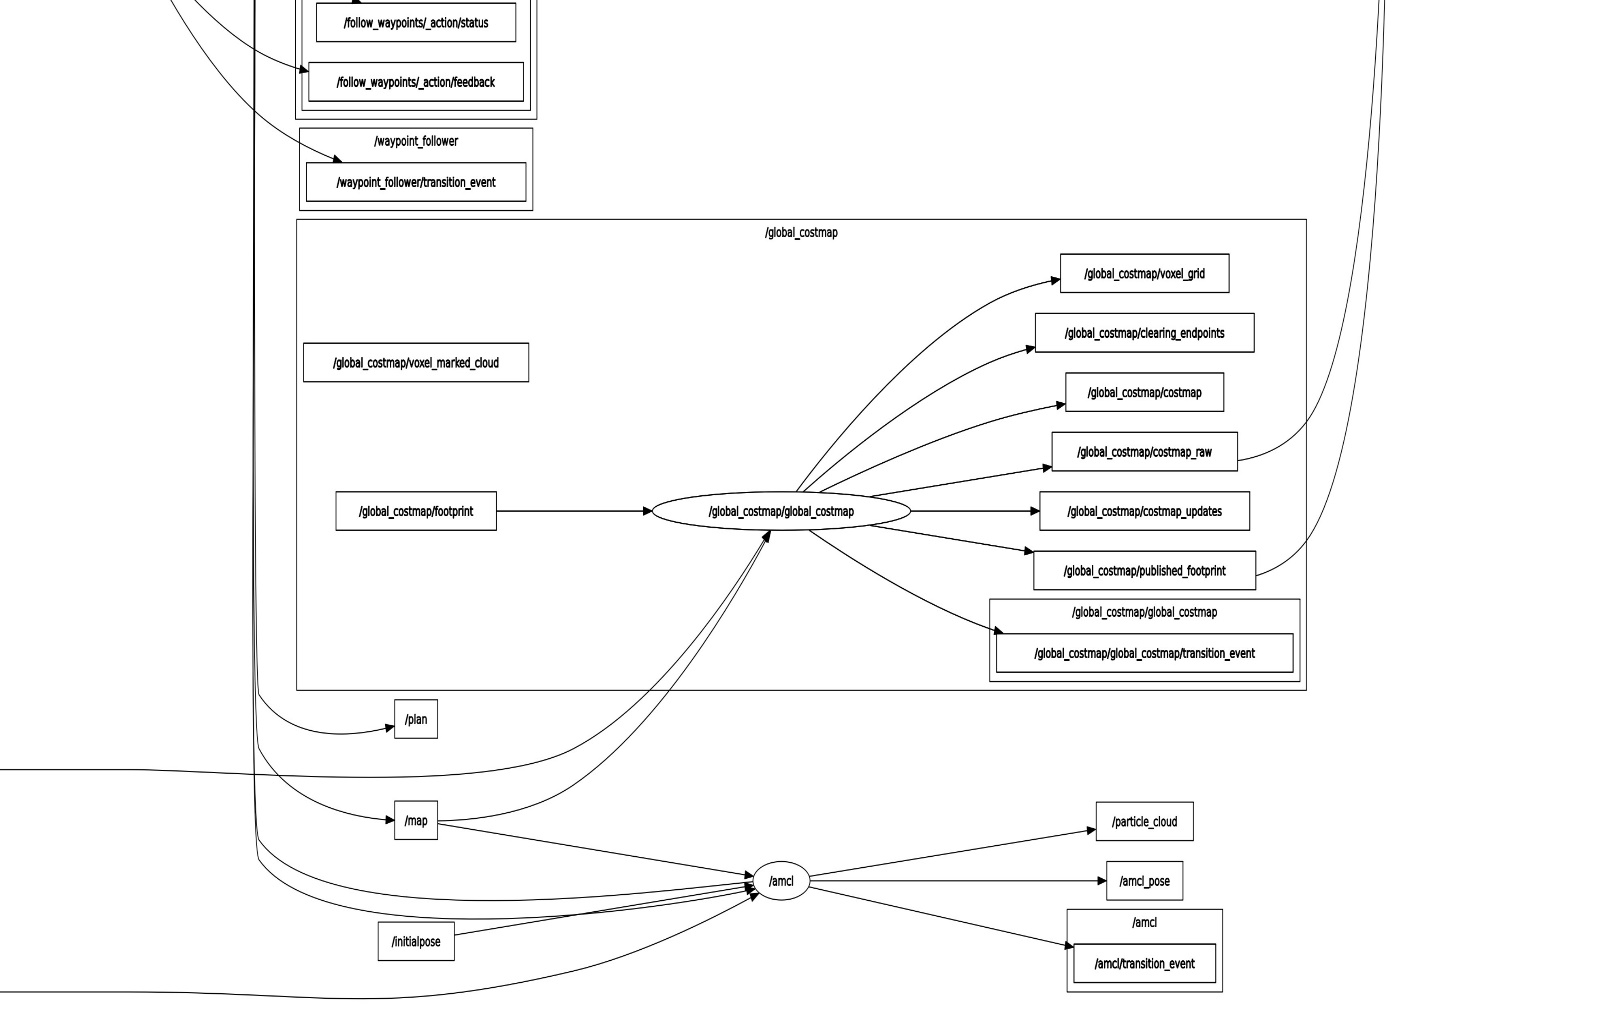 /follow_waypoints/_action/status
/follow_waypoints/_action/feedback
/waypoint_follower
/waypoint_follower/transition_event
/global_costmap
/global_costmap/voxel_grid
/global_costmap/clearing_endpoints
/global_costmap/voxel_marked_cloud
/global_costmap/costmap
/global_costmap/costmap_raw
/global_costmap/footprint
/global_costmap/global_costmap
/global_costmap/costmap_updates
/global_costmap/published_footprint
/global_costmap/global_costmap
/global_costmap/global_costmap/transition_event
/plan
/map
/particle_cloud
/amcl
/amcl_pose
/initialpose
/amcl
/amcl/transition_event